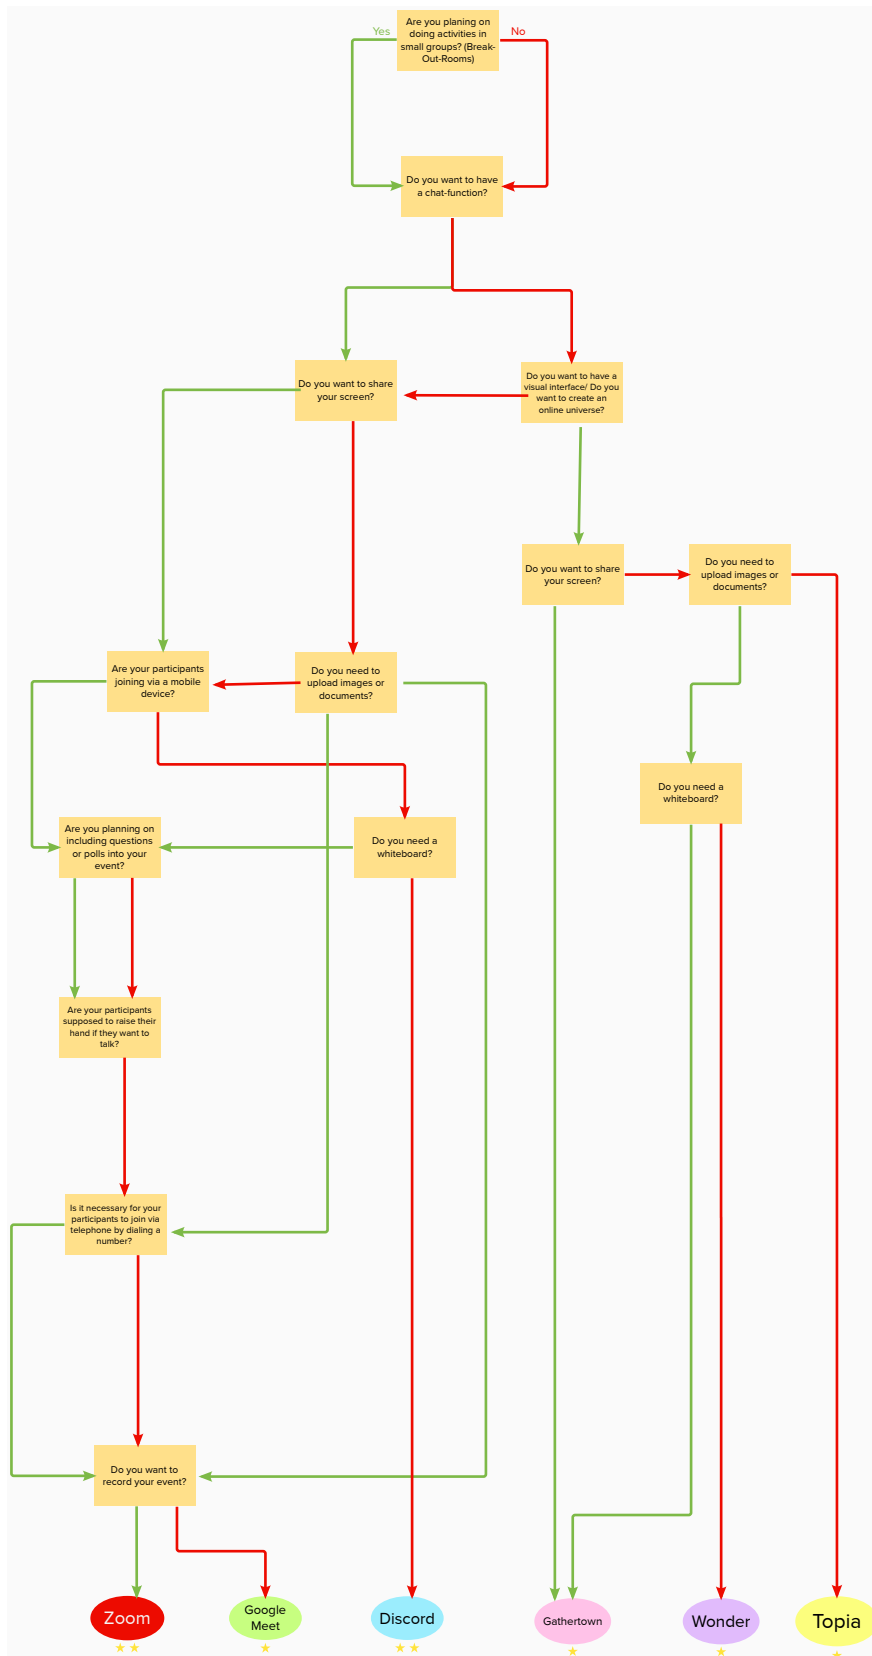 Yes
Are you planing on
doing activities in
small groups? (Break-
Out-Rooms)
No
Do you want to have
a chat-function?
Do you want to share
your screen?
Do you want to have a
visual interface/ Do you
want to create an
online universe?
Do you want to share
your screen?
Do you need to
upload images or
documents?
Are your participants
joining via a mobile
device?
Do you need to
upload images or
documents?
Do you need a
whiteboard?
Are you planning on
including questions
or polls into your
event?
Do you need a
whiteboard?
Are your participants
supposed to raise their
hand if they want to
talk?
Is it necessary for your
participants to join via
telephone by dialing a
number?
Do you want to
record your event?
Zoom
Google
Meet
Discord
Gathertown
Wonder
Topia